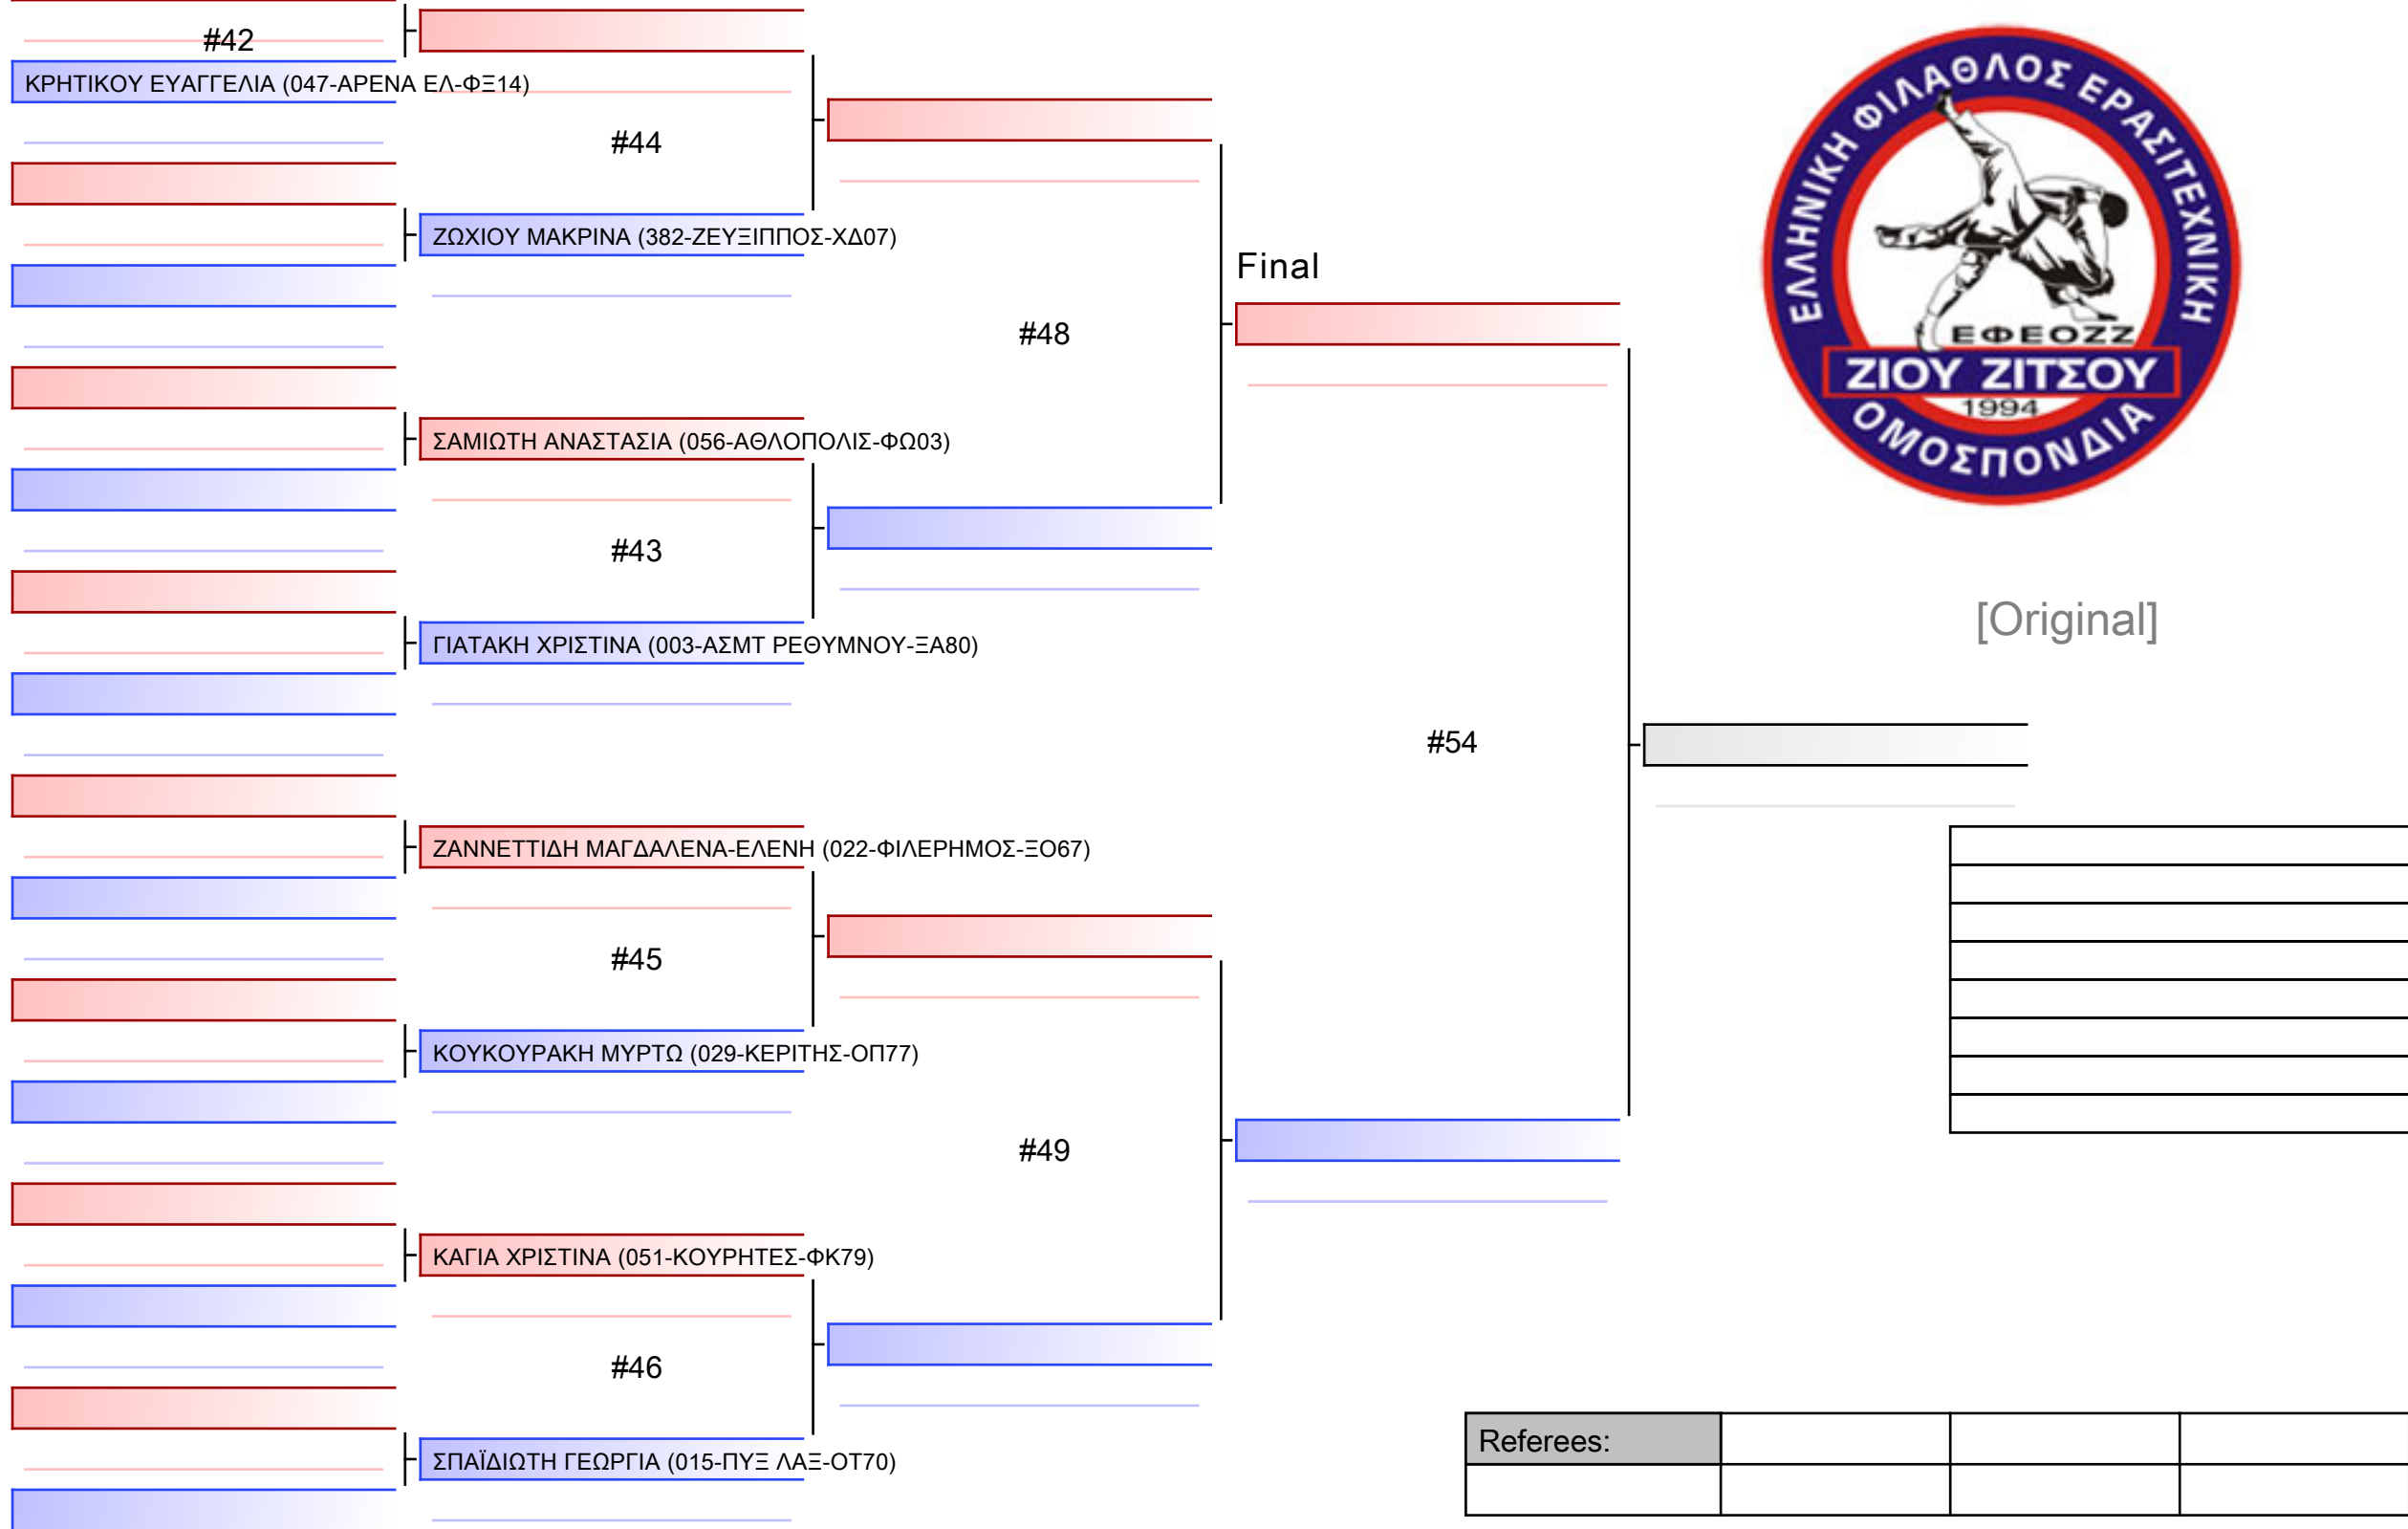 #42
ΚΡΗΤΙΚΟΥ ΕΥΑΓΓΕΛΙΑ (047-ΑΡΕΝΑ ΕΛ-ΦΞ14)
#44
ΖΩΧΙΟΥ ΜΑΚΡΙΝΑ (382-ΖΕΥΞΙΠΠΟΣ-ΧΔ07)
#48
Final
ΣΑΜΙΩΤΗ ΑΝΑΣΤΑΣΙΑ (056-ΑΘΛΟΠΟΛΙΣ-ΦΩ03)
#43
ΓΙΑΤΑΚΗ ΧΡΙΣΤΙΝΑ (003-ΑΣΜΤ ΡΕΘΥΜΝΟΥ-ΞΑ80)
#54
ΖΑΝΝΕΤΤΙΔΗ ΜΑΓΔΑΛΕΝΑ-ΕΛΕΝΗ (022-ΦΙΛΕΡΗΜΟΣ-ΞΟ67)
#45
ΚΟΥΚΟΥΡΑΚΗ ΜΥΡΤΩ (029-ΚΕΡΙΤΗΣ-ΟΠ77)
#49
ΚΑΓΙΑ ΧΡΙΣΤΙΝΑ (051-ΚΟΥΡΗΤΕΣ-ΦΚ79)
#46
ΣΠΑΪΔΙΩΤΗ ΓΕΩΡΓΙΑ (015-ΠΥΞ ΛΑΞ-ΟΤ70)
ΕΛΛΗΝΙΚΗ ΦΙΛΑΘΛΟΣ ΕΡΑΣΙΤΕΧΝΙΚΗ
ΕΦΕΟΖΖ
ΖΙΟΥ ΖΙΤΣΟΥ
1994
ΟΜΟΣΠΟΝΔΙΑ
[Original]
Referees: